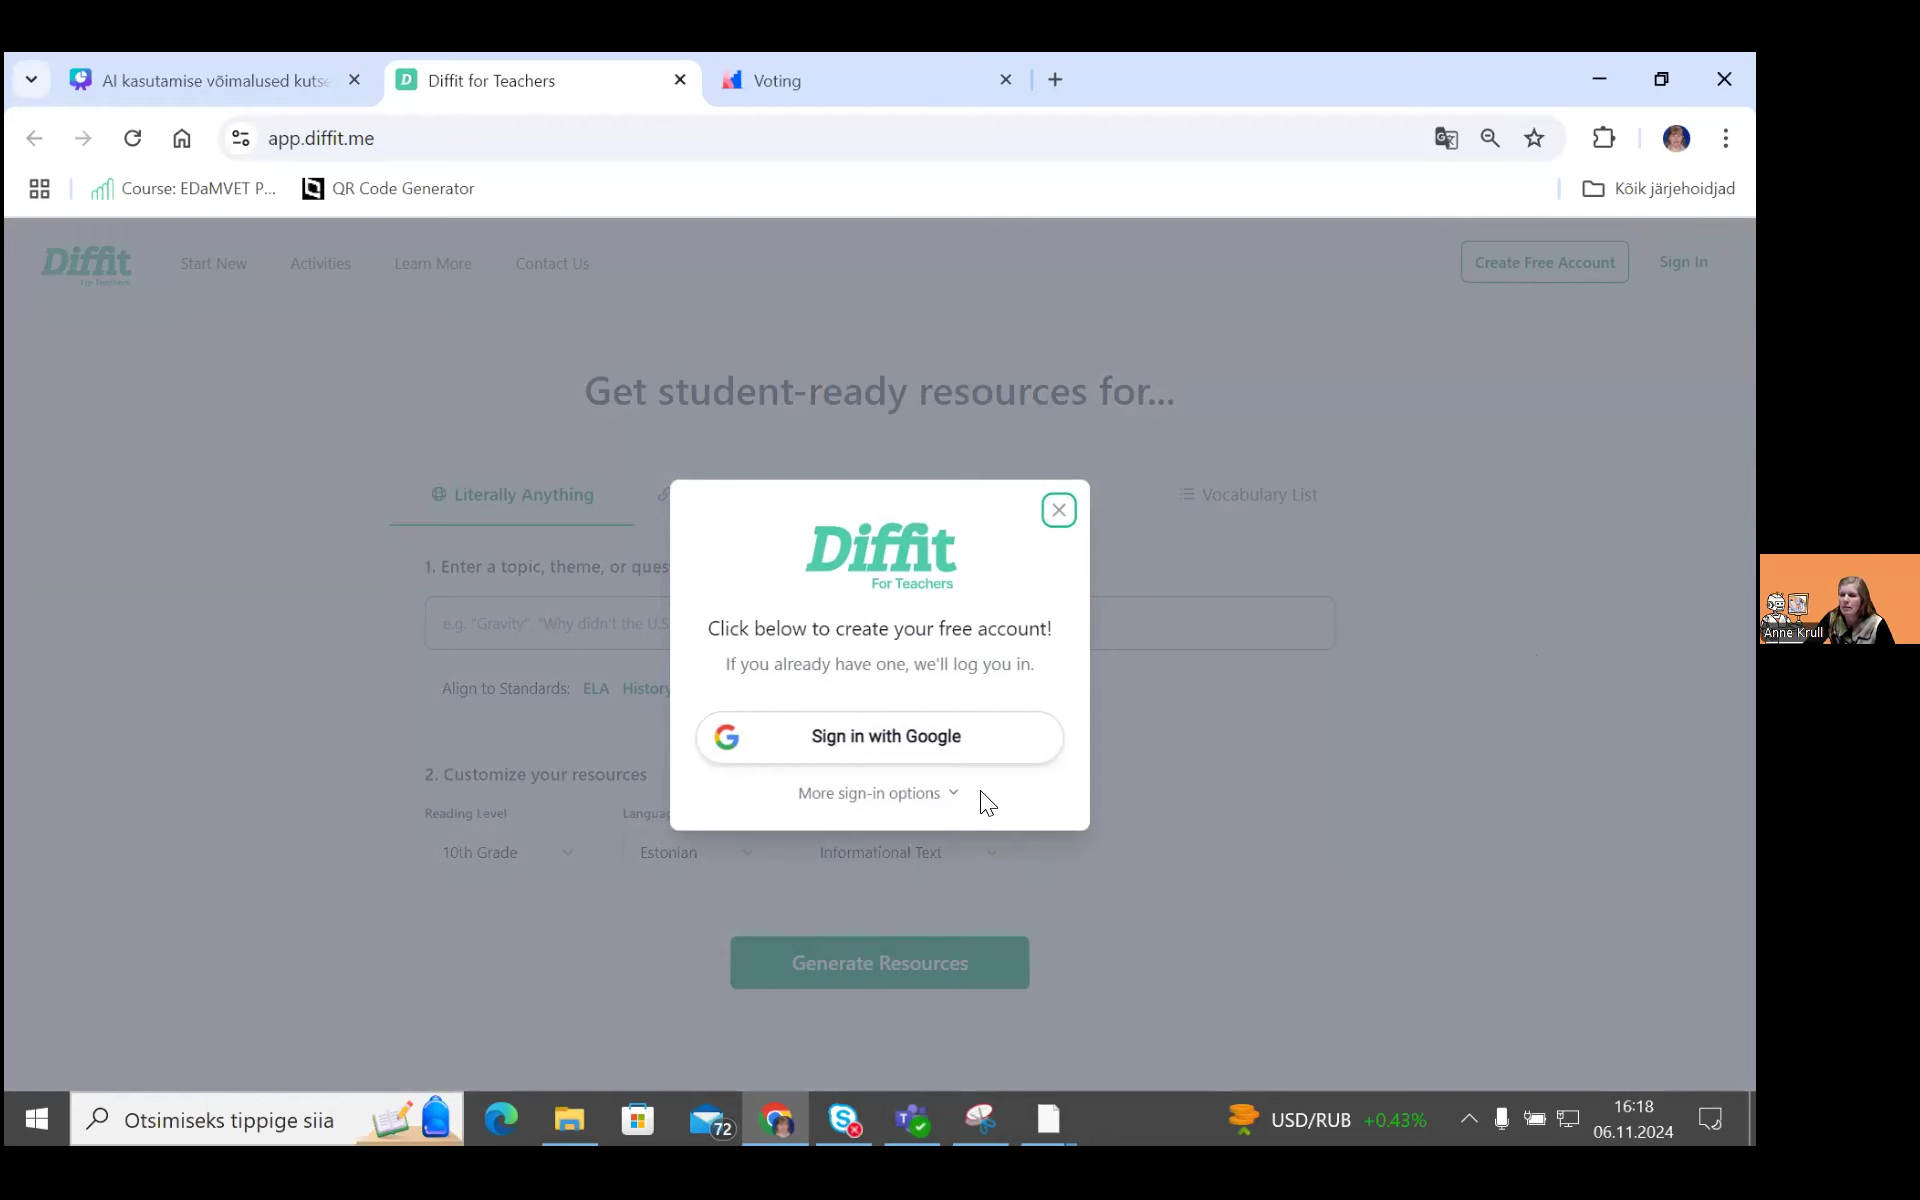 AI kasutamise võimalused kutse
Diffit for Teachers
Voting
app.diffit.me
Course: EDaMVET P...
QR Code Generator
Kõik järjehoidjad
Diffit
For Teachers
Start New
Activities
Learn More
Contact Us
Create Free Account
Sign In
Get student-ready resources for...
Literally Anything
Vocabulary List
1. Enter a topic, theme, or ques
e.g. "Gravity" "Why didn't the U.S
Align to Standards: ELA History
2. Customize your resources
Reading Level
Langua
10th Grade
Estonian
Informational Text
Generate Resources
Diffit
For Teachers
Click below to create your free account!
If you already have one, we'll log you in.
Sign in with Google
More sign-in options
Anne Krull
Otsimiseks tippige siia
72
USD/RUB +0.43%
16:18
06.11.2024